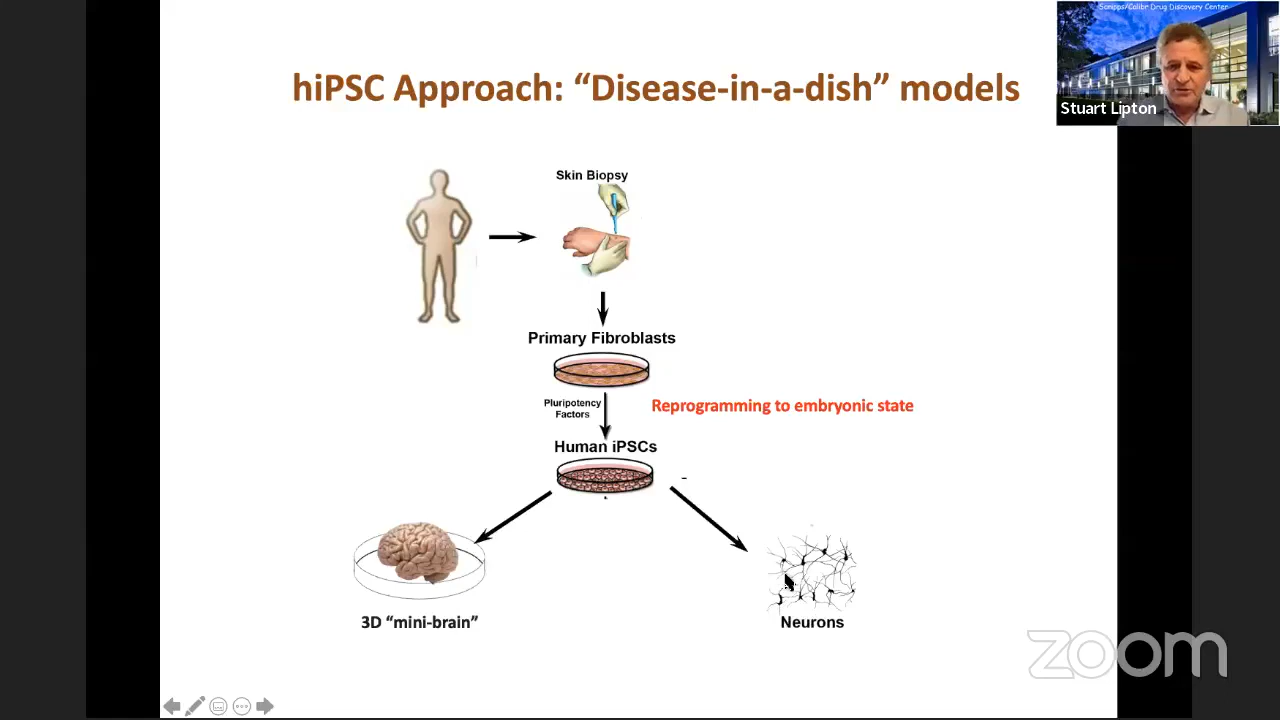 Scripps/Calibr Drug Discovery Center
Stuart Lipton
hiPSC Approach: “Disease-in-a-dish” models
Skin Biopsy
Primary Fibroblasts
Pluripotency
Factors
Reprogramming to embryonic state
Human iPSCs
3D “mini-brain”
Neurons
zoom